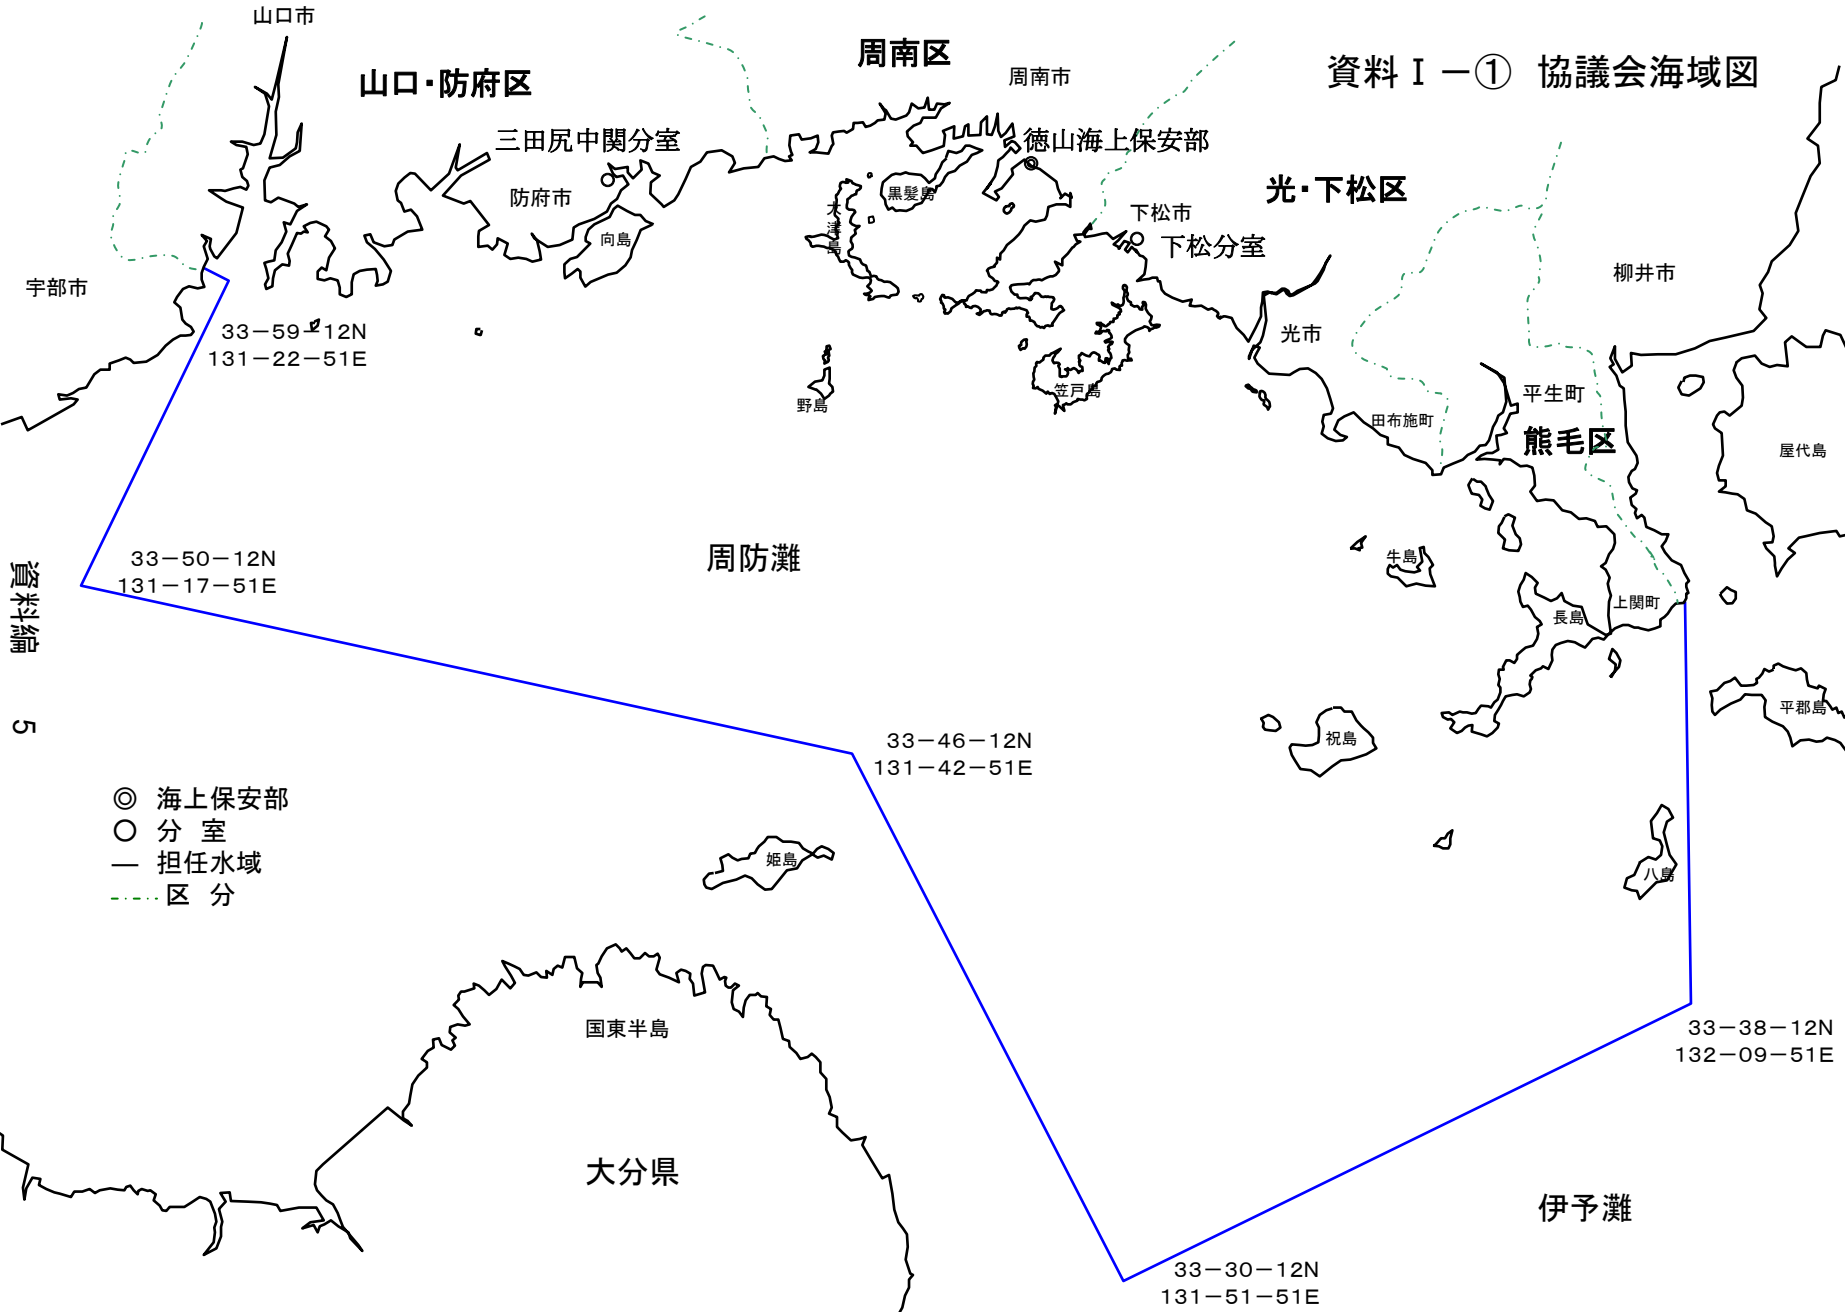 資料Ⅰ－① 協議会海域図
山口市
山口・防府区
周南区
周南市
三田尻中関分室
徳山海上保安部
防府市
向島
大津島
黒髪島
光・下松区
下松市
下松分室
宇部市
柳井市
光市
33－59－12N
131－22－51E
野島
笠戸島
田布施町
平生町
熊毛区
屋代島
33－50－12N
131－17－51E
周防灘
牛島
長島
上関町
平郡島
祝島
33－46－12N
131－42－51E
資料編 5
◎ 海上保安部
○ 分 室
— 担任水域
区 分
姫島
八島
国東半島
33－38－12N
132－09－51E
大分県
伊予灘
33－30－12N
131－51－51E